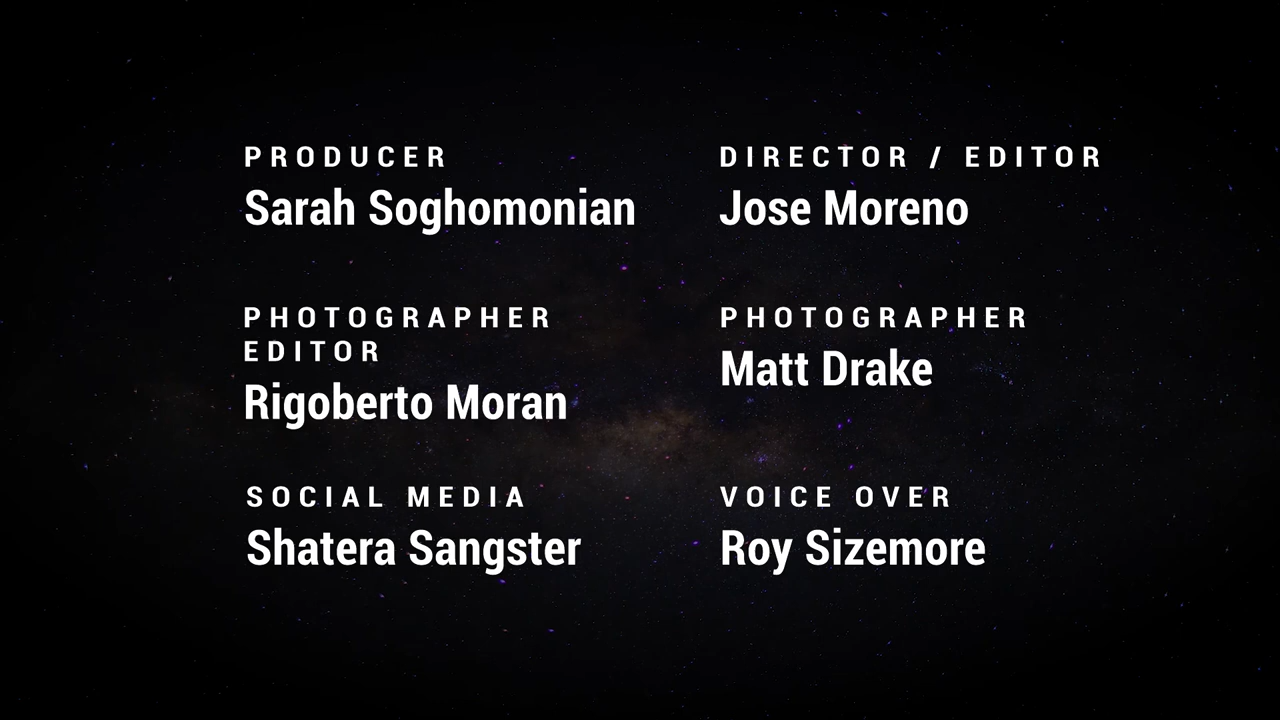 PRODUCER
Sarah Soghomonian
DIRECTOR / EDITOR
Jose Moreno
PHOTOGRAPHER
EDITOR
Rigoberto Moran
PHOTOGRAPHER
Matt Drake
SOCIAL MEDIA
Shatera Sangster
VOICE OVER
Roy Sizemore